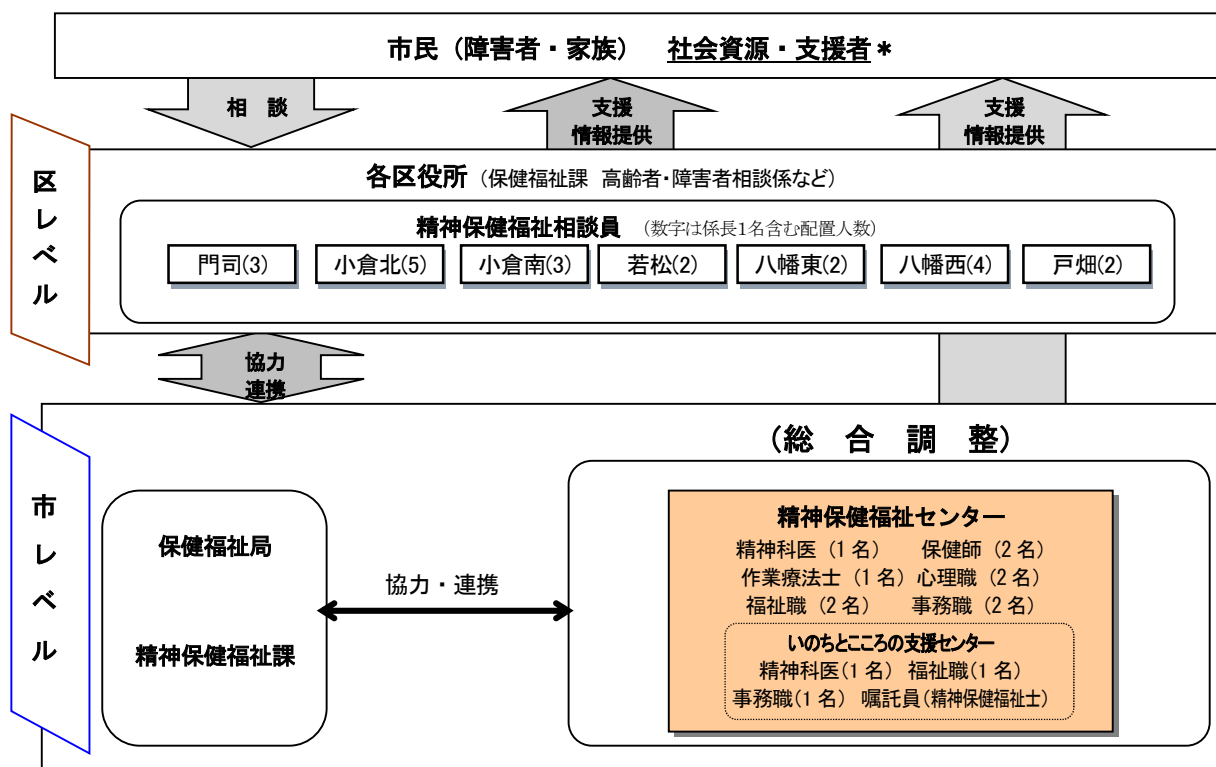 市民（障害者・家族）　社会資源・支援者＊
相　談
支援
情報提供
支援
情報提供
区レベル
各区役所（保健福祉課 高齢者・障害者相談係など）
精神保健福祉相談員　（数字は係長1名含む配置人数）
門司(3)　小倉北(5)　小倉南(3)　若松(2)　八幡東(2)　八幡西(4)　戸畑(2)
協力
連携
市レベル
（総　合　調　整）
保健福祉局
精神保健福祉課
協力・連携
精神保健福祉センター
精神科医（1名）　保健師（2名）
作業療法士（1名）心理職（2名）
福祉職（2名）　事務職（2名）
いのちとこころの支援センター
精神科医(1名) 福祉職(1名)
事務職(1名) 嘱託員(精神保健福祉士)